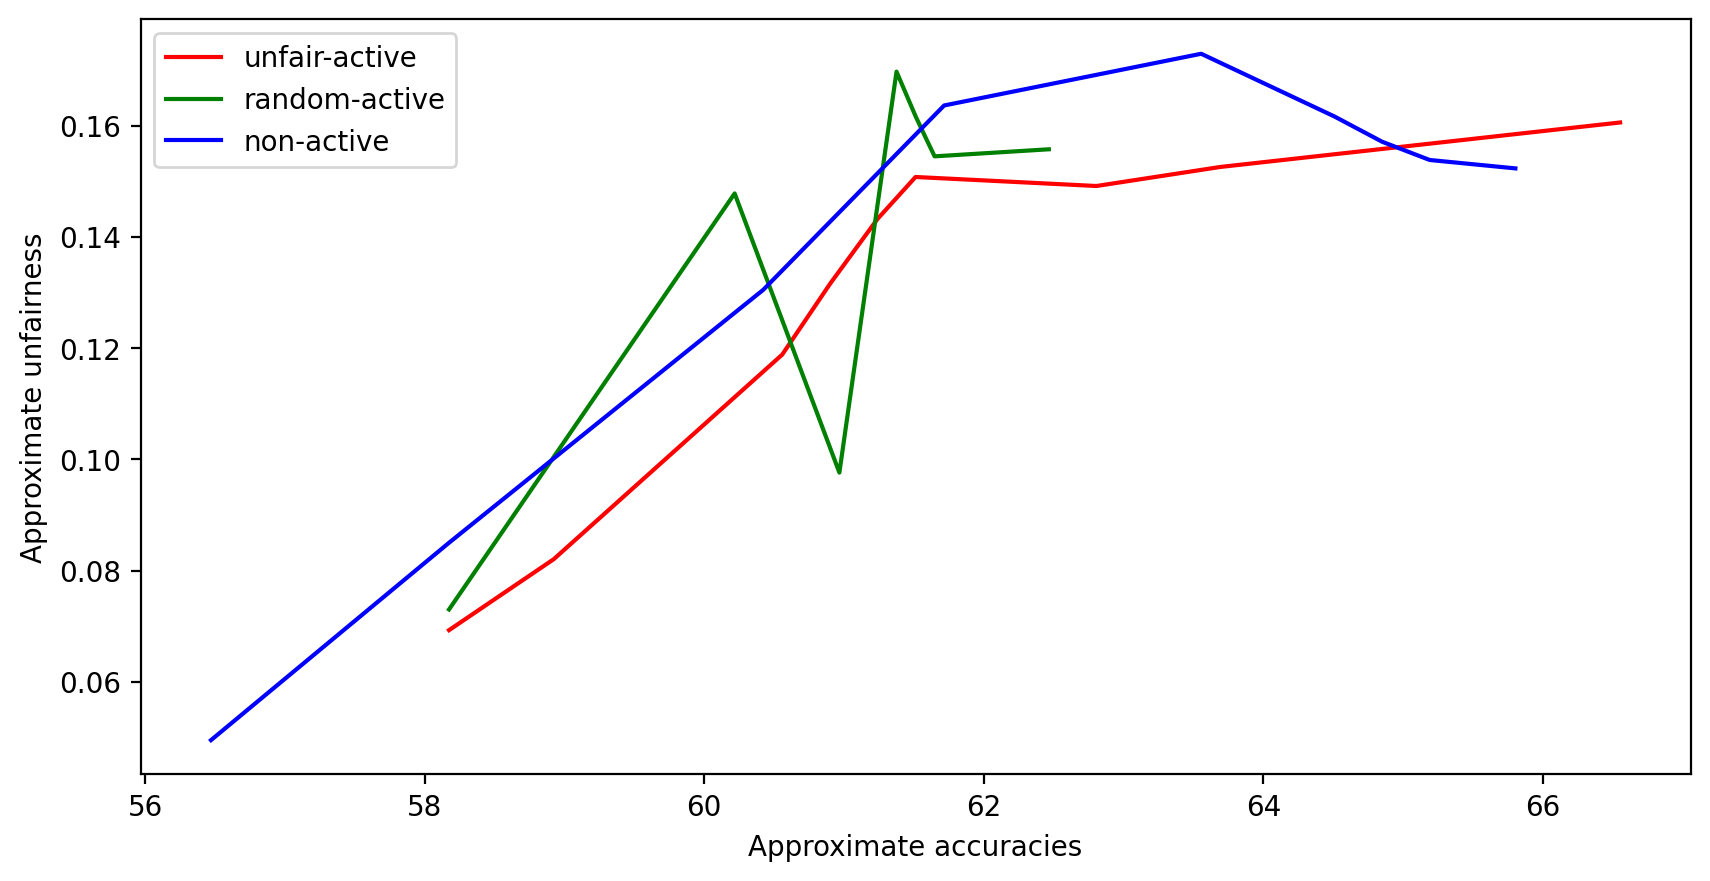 unfair-active
random-active
non-active
Approximate unfairness
0.16
0.14
0.12
0.10
0.08
0.06
56 58 60 62 64 66
Approximate accuracies